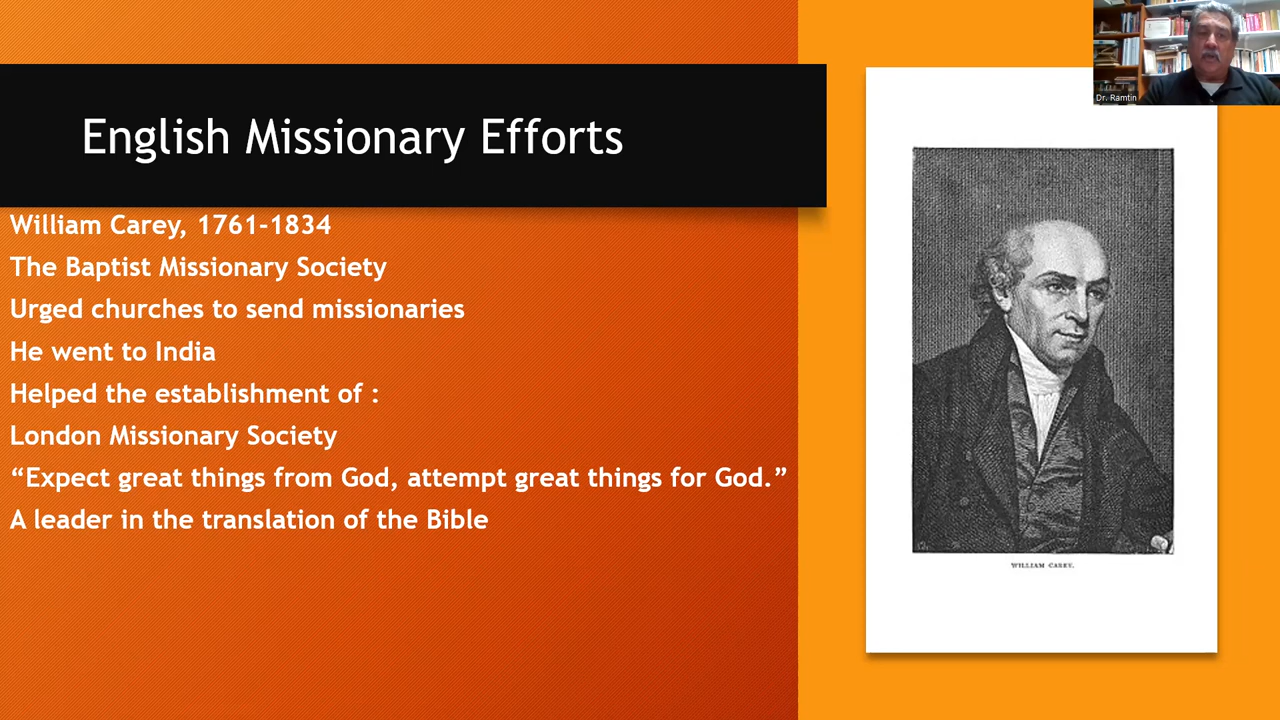 English Missionary Efforts
William Carey, 1761-1834
The Baptist Missionary Society
Urged churches to send missionaries
He went to India
Helped the establishment of :
London Missionary Society
“Expect great things from God, attempt great things for God.”
A leader in the translation of the Bible
WILLIAM CAREY.
Dr. Ramtin